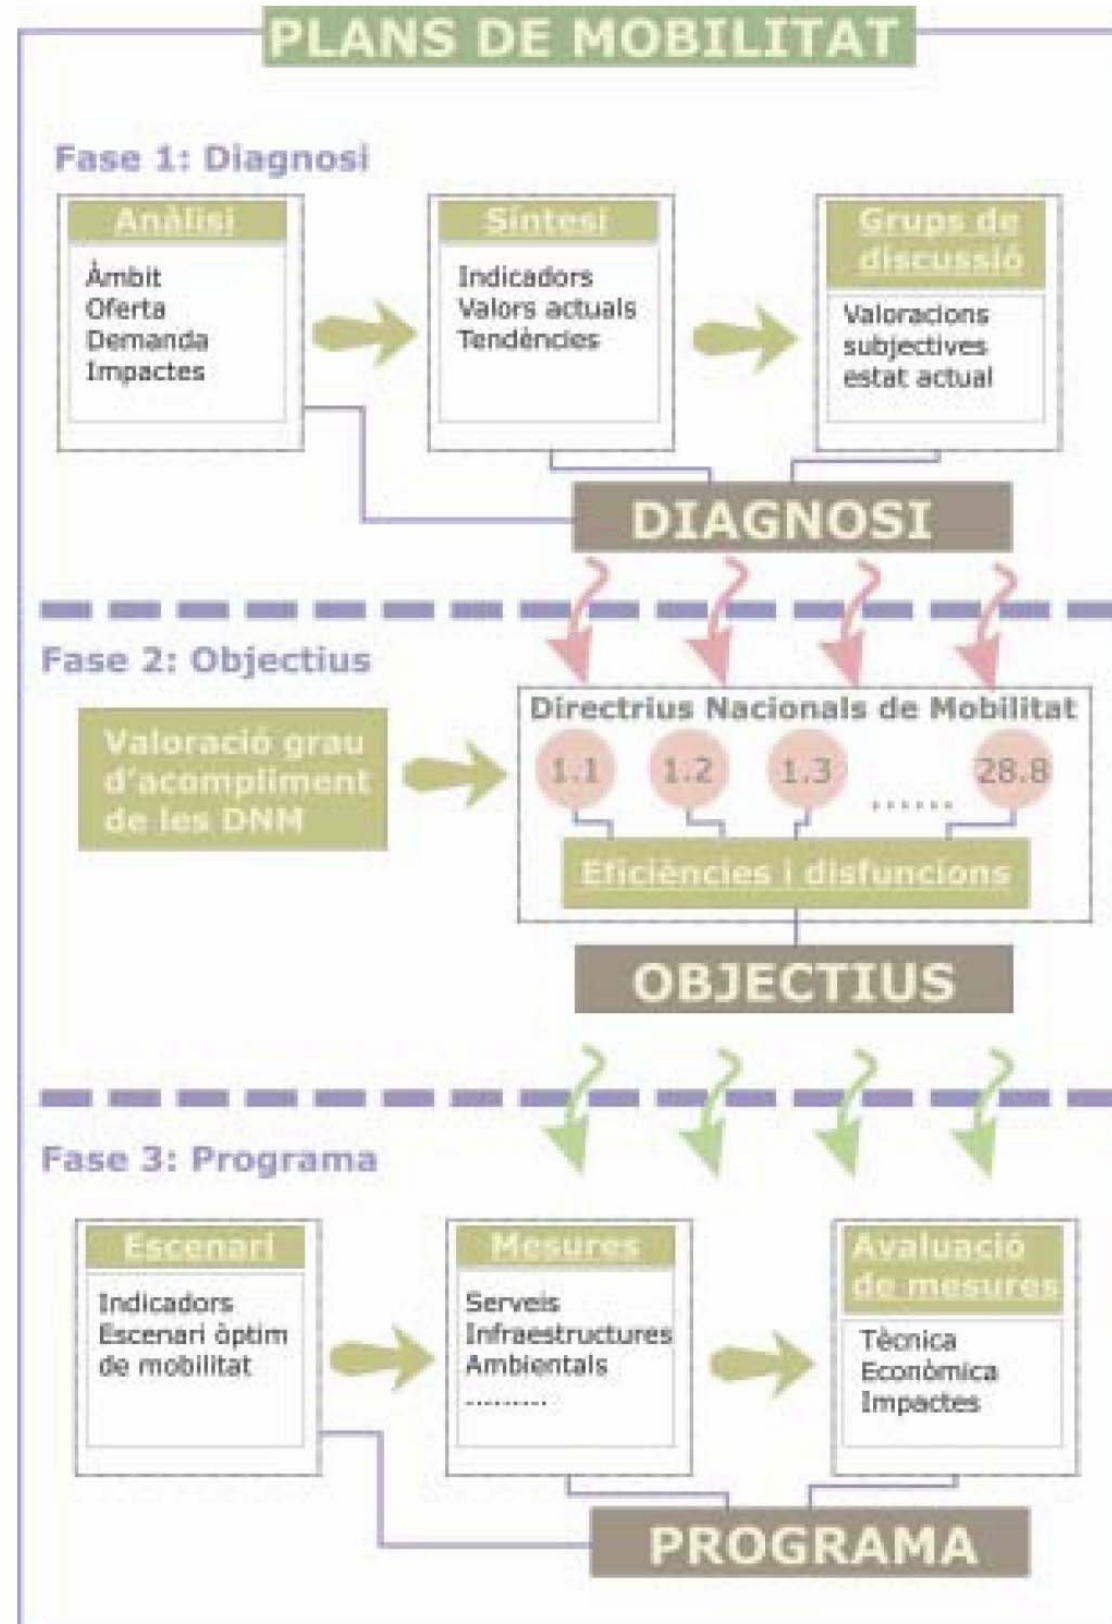 PLANS DE MOBILITAT
Fase 1: Diagnosi
Anàlisi
Àmbit
Oferta
Demanda
Impactes
Síntesi
Indicadors
Valors actuals
Tendències
Grups de
discussió
Valoracions
subjectives
estat actual
DIAGNOSI
Fase 2: Objectius
Valoració grau
d'acompliment
de les DNM
Directrius Nacionals de Mobilitat
1.1 1.2 1.3 ...... 28.8
Eficiències i disfuncions
OBJECTIUS
Fase 3: Programa
Escenari
Indicadors
Escenari òptim
de mobilitat
Mesures
Serveis
Infraestructures
Ambientals
.........
Avaluació
de mesures
Tècnica
Econòmica
Impactes
PROGRAMA